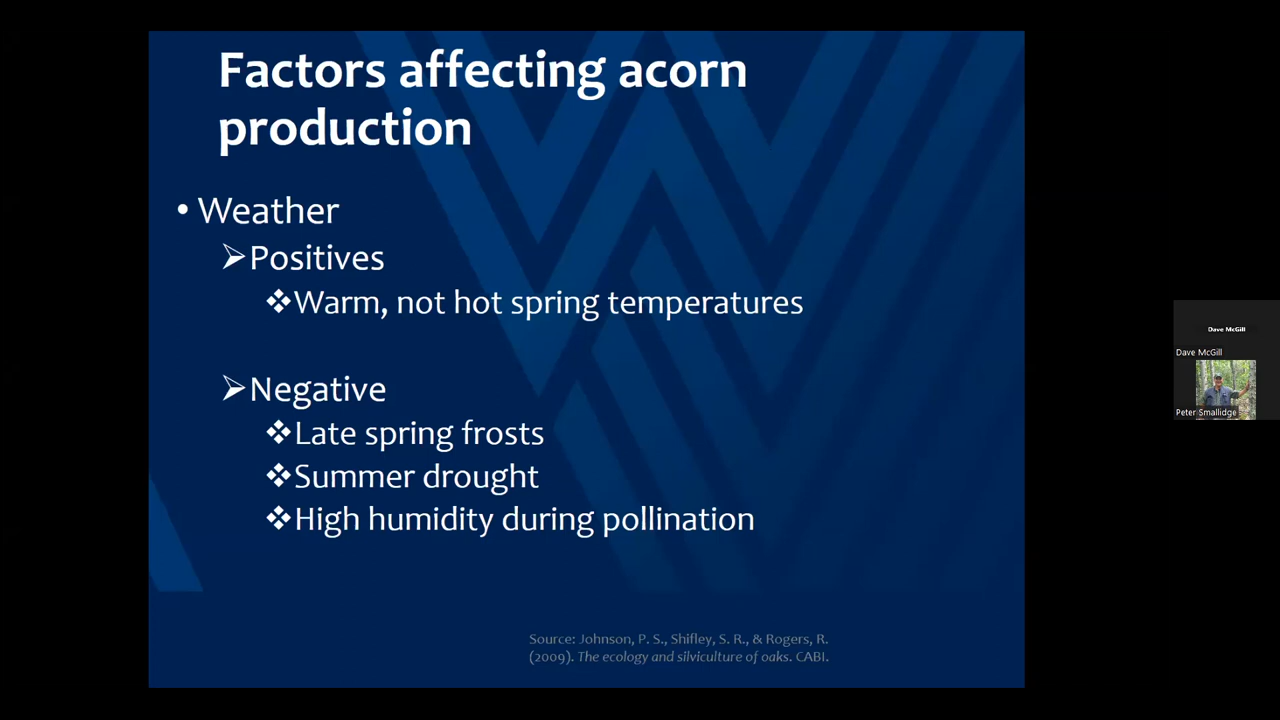 Factors affecting acorn
production
• Weather
➢Positives
❖Warm, not hot spring temperatures
➢Negative
❖Late spring frosts
❖Summer drought
❖High humidity during pollination
Source: Johnson, P. S., Shifley, S. R., & Rogers, R.
(2009). The ecology and silviculture of oaks. CABI.
Dave McGill
Dave McGill
Peter Smallidge